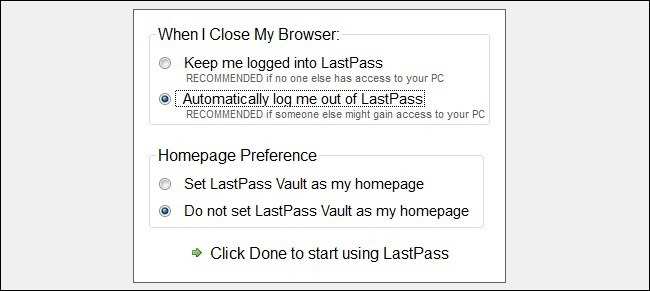 When I Close My Browser:
Keep me logged into LastPass
RECOMMENDED if no one else has access to your PC
Automatically log me out of LastPass
RECOMMENDED if someone else might gain access to your PC
Homepage Preference
Set LastPass Vault as my homepage
Do not set LastPass Vault as my homepage
Click Done to start using LastPass